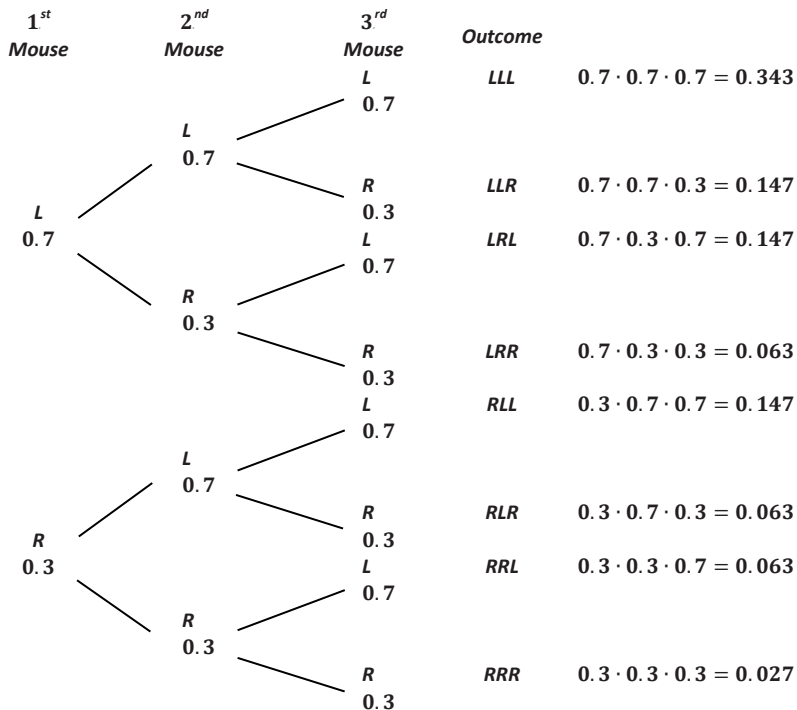 1st 2nd 3rd Outcome
Mouse Mouse Mouse
L LLL 0.7 · 0.7 · 0.7 = 0.343
0.7
L
0.7
R LLR 0.7 · 0.7 · 0.3 = 0.147
0.3
L
0.7
L LRL 0.7 · 0.3 · 0.7 = 0.147
0.7
R
0.3
R LRR 0.7 · 0.3 · 0.3 = 0.063
0.3
L RLL 0.3 · 0.7 · 0.7 = 0.147
0.7
L
0.7
R RLR 0.3 · 0.7 · 0.3 = 0.063
0.3
R
0.3
L RRL 0.3 · 0.3 · 0.7 = 0.063
0.7
R
0.3
R RRR 0.3 · 0.3 · 0.3 = 0.027
0.3